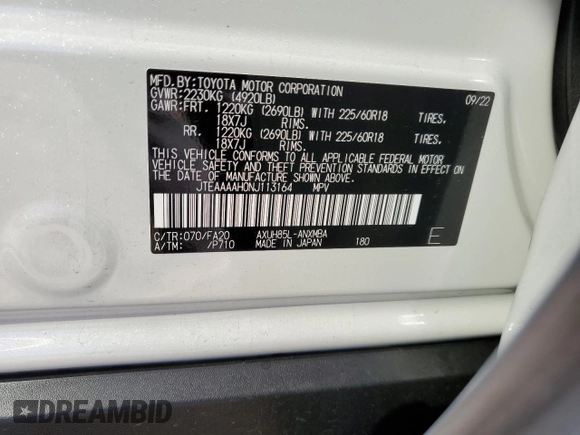 MFD.BY:TOYOTA MOTOR CORPORATION 09/22
GVWR:2230KG (4920LB)
GAWR:FRT. 1220KG (2690LB) WITH 225/60R18 TIRES.
18X7J RIMS.
RR. 1220KG (2690LB) WITH 225/60R18 TIRES.
18X7J RIMS.
THIS VEHICLE CONFORMS TO ALL APPLICABLE FEDERAL MOTOR
VEHICLE SAFETY AND THEFT PREVENTION STANDARDS IN EFFECT ON
THE DATE OF MANUFACTURE SHOWN ABOVE.
JTEAAAAH0NJ113164 MPV
C/TR:070/FA20 AXUH85L-ANXMBA
A/TM: /P710 MADE IN JAPAN 180 E
DREAMBID